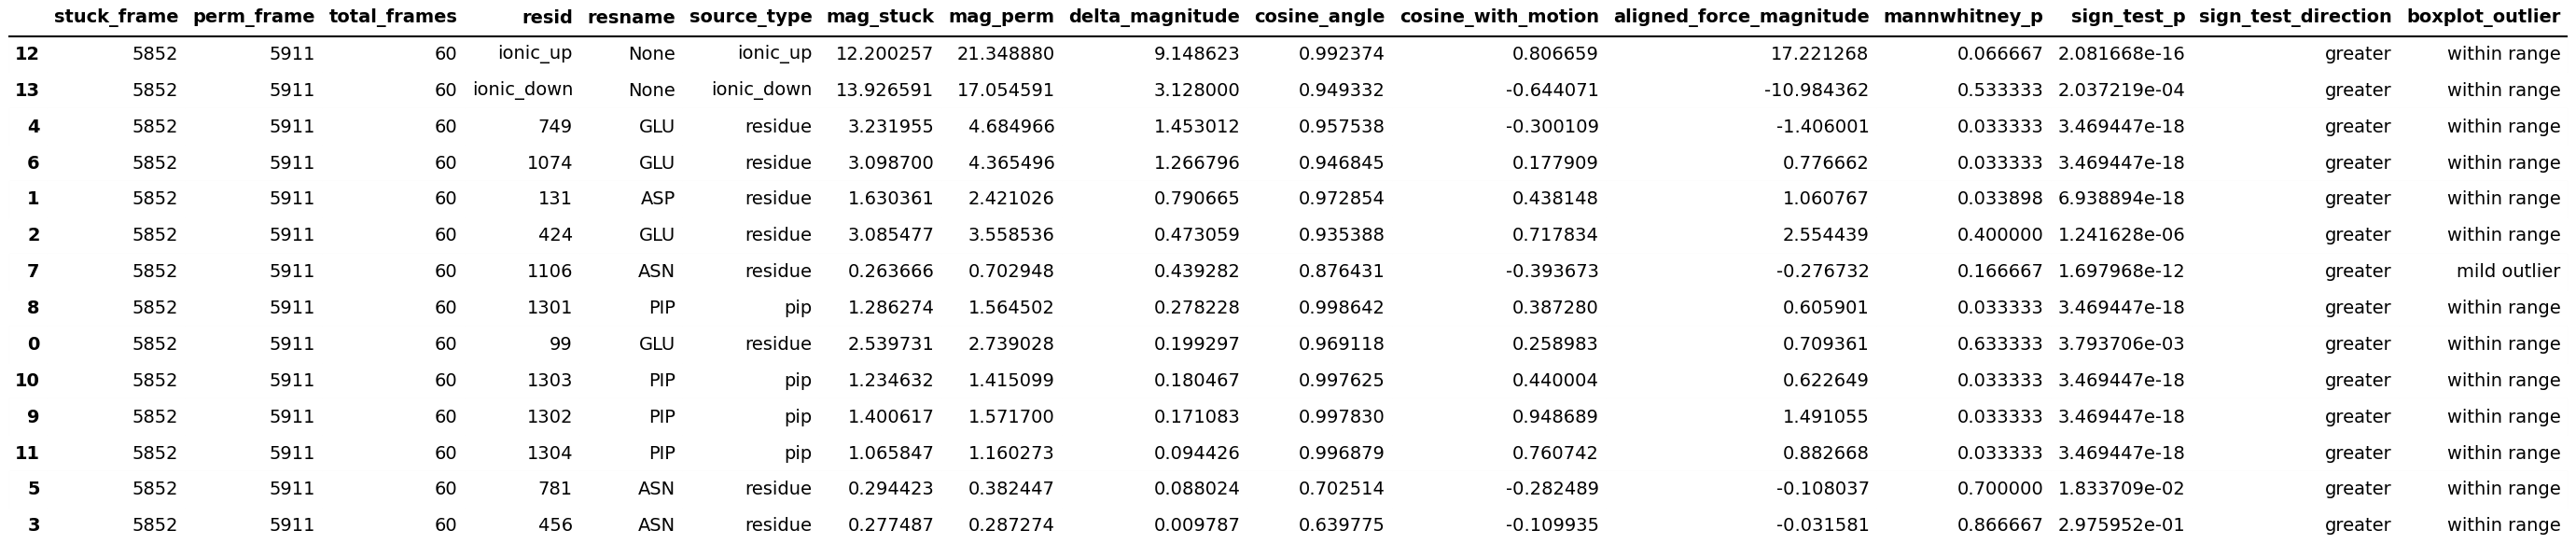 stuck_frame perm_frame total_frames resid resname source_type mag_stuck mag_perm delta_magnitude cosine_angle cosine_with_motion aligned_force_magnitude mannwhitney_p sign_test_p sign_test_direction boxplot_outlier
12 5852 5911 60 ionic_up None ionic_up 12.200257 21.348880 9.148623 0.992374 0.806659 17.221268 0.066667 2.081668e-16 greater within range
13 5852 5911 60 ionic_down None ionic_down 13.926591 17.054591 3.128000 0.949332 -0.644071 -10.984362 0.533333 2.037219e-04 greater within range
4 5852 5911 60 749 GLU residue 3.231955 4.684966 1.453012 0.957538 -0.300109 -1.406001 0.033333 3.469447e-18 greater within range
6 5852 5911 60 1074 GLU residue 3.098700 4.365496 1.266796 0.946845 0.177909 0.776662 0.033333 3.469447e-18 greater within range
1 5852 5911 60 131 ASP residue 1.630361 2.421026 0.790665 0.972854 0.438148 1.060767 0.033898 6.938894e-18 greater within range
2 5852 5911 60 424 GLU residue 3.085477 3.558536 0.473059 0.935388 0.717834 2.554439 0.400000 1.241628e-06 greater within range
7 5852 5911 60 1106 ASN residue 0.263666 0.702948 0.439282 0.876431 -0.393673 -0.276732 0.166667 1.697968e-12 greater mild outlier
8 5852 5911 60 1301 PIP pip 1.286274 1.564502 0.278228 0.998642 0.387280 0.605901 0.033333 3.469447e-18 greater within range
0 5852 5911 60 99 GLU residue 2.539731 2.739028 0.199297 0.969118 0.258983 0.709361 0.633333 3.793706e-03 greater within range
10 5852 5911 60 1303 PIP pip 1.234632 1.415099 0.180467 0.997625 0.440004 0.622649 0.033333 3.469447e-18 greater within range
9 5852 5911 60 1302 PIP pip 1.400617 1.571700 0.171083 0.997830 0.948689 1.491055 0.033333 3.469447e-18 greater within range
11 5852 5911 60 1304 PIP pip 1.065847 1.160273 0.094426 0.996879 0.760742 0.882668 0.033333 3.469447e-18 greater within range
5 5852 5911 60 781 ASN residue 0.294423 0.382447 0.088024 0.702514 -0.282489 -0.108037 0.700000 1.833709e-02 greater within range
3 5852 5911 60 456 ASN residue 0.277487 0.287274 0.009787 0.639775 -0.109935 -0.031581 0.866667 2.975952e-01 greater within range